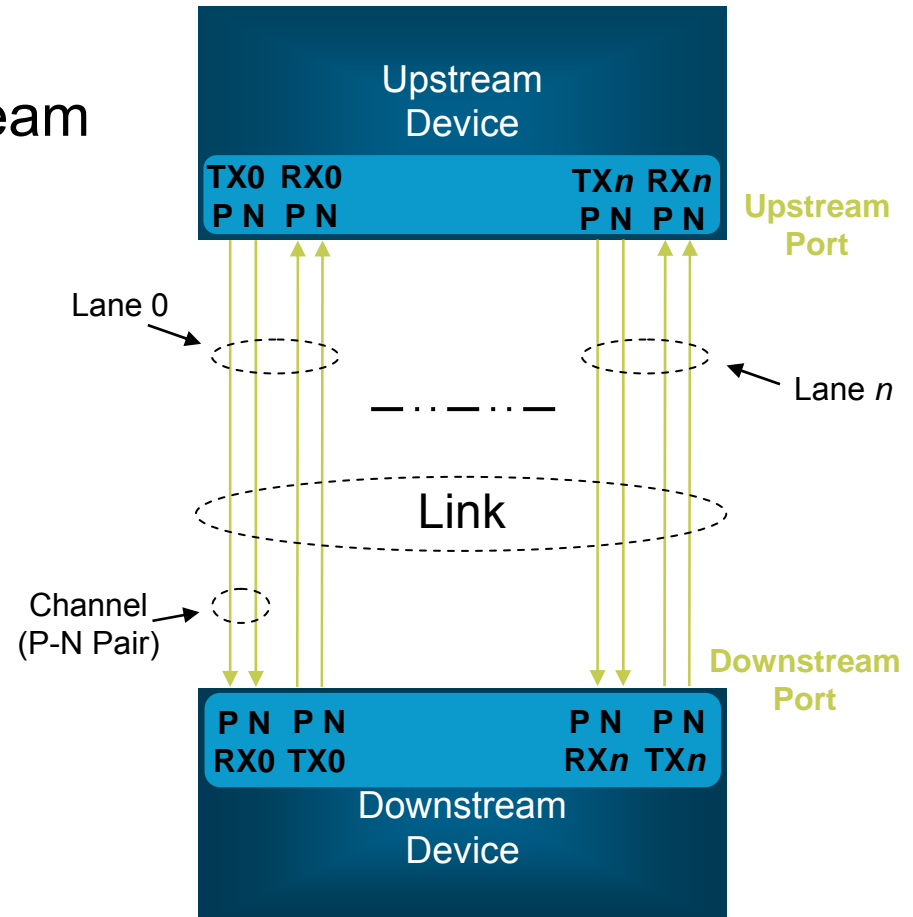 eam
Upstream
Device
TX0 RX0
P N P N
TXn RXn
P N P N
Upstream
Port
Lane 0
Lane n
Link
Channel
(P-N Pair)
Downstream
Port
P N P N
RX0 TX0
P N P N
RXn TXn
Downstream
Device